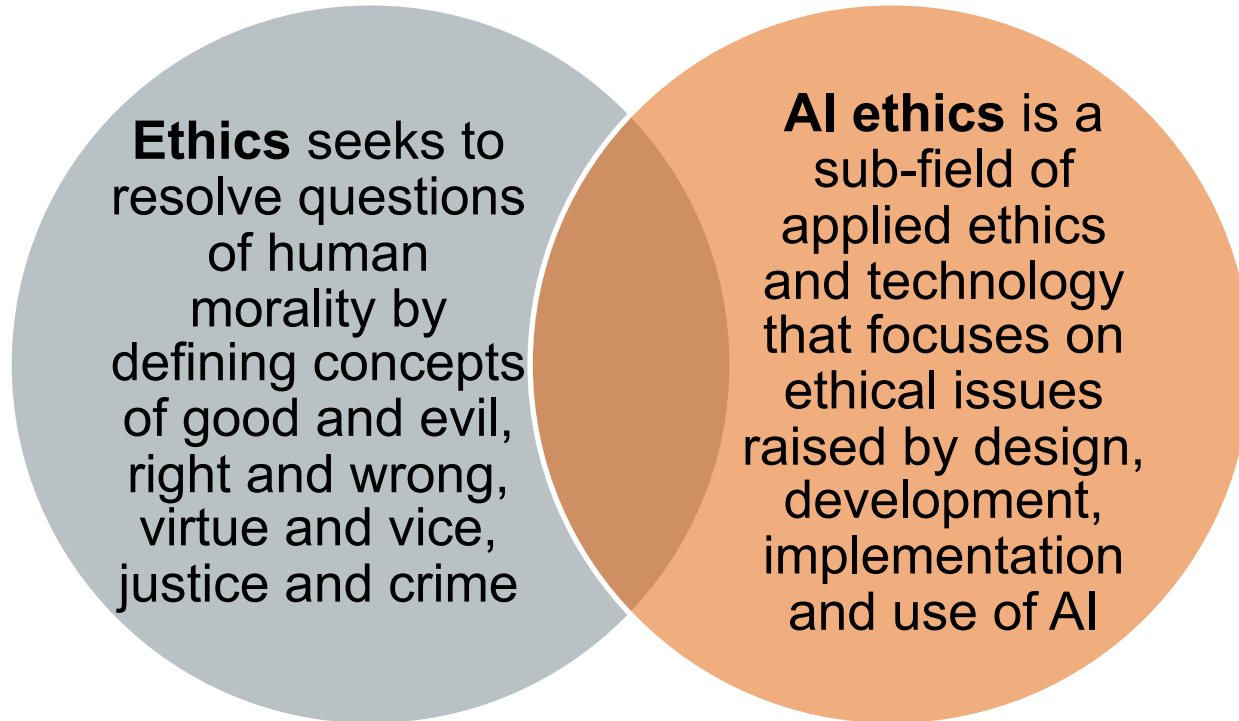 Ethics seeks to
resolve questions
of human
morality by
defining concepts
of good and evil,
right and wrong,
virtue and vice,
justice and crime
AI ethics is a
sub-field of
applied ethics
and technology
that focuses on
ethical issues
raised by design,
development,
implementation
and use of AI